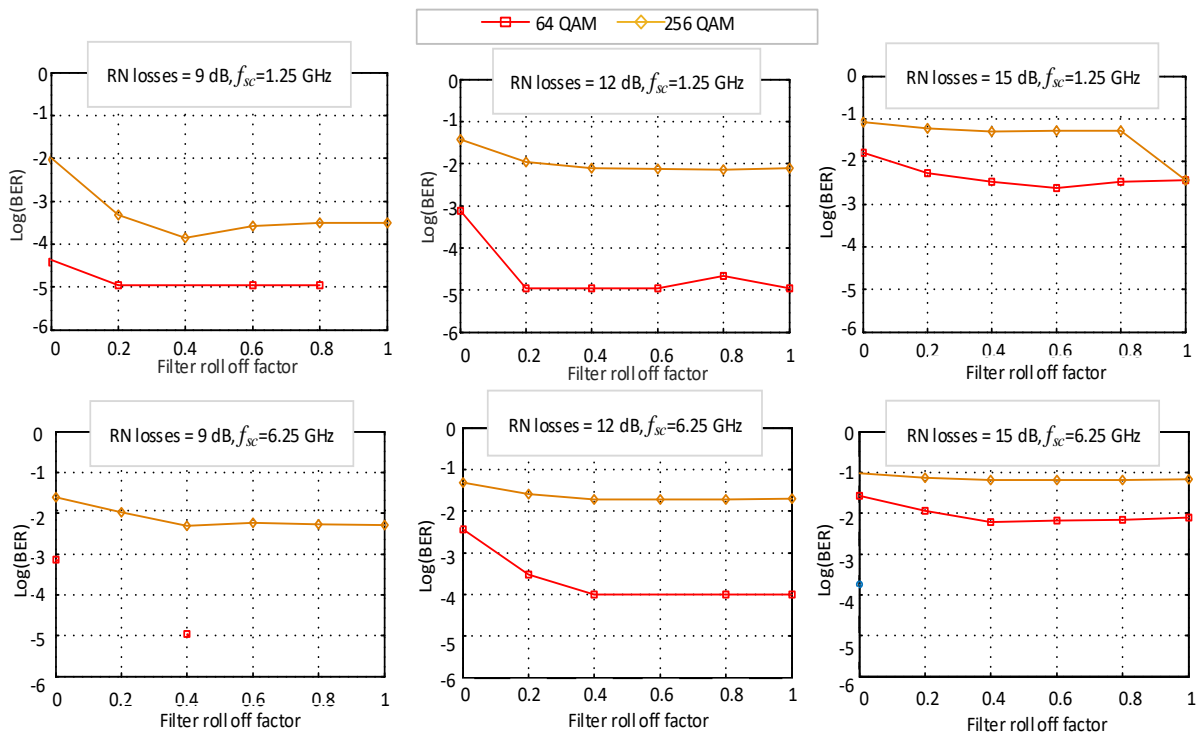 64 QAM
256 QAM
RN losses = 9 dB, fsc=1.25 GHz
0
-1
-2
-3
-4
-5
-6
Log(BER)
0 0.2 0.4 0.6 0.8 1
Filter roll off factor
RN losses = 12 dB, fsc=1.25 GHz
0
-1
-2
-3
-4
-5
-6
Log(BER)
0 0.2 0.4 0.6 0.8 1
Filter roll off factor
RN losses = 15 dB, fsc=1.25 GHz
0
-1
-2
-3
-4
-5
-6
Log(BER)
0 0.2 0.4 0.6 0.8 1
Filter roll off factor
RN losses = 9 dB, fsc=6.25 GHz
0
-1
-2
-3
-4
-5
-6
Log(BER)
0 0.2 0.4 0.6 0.8 1
Filter roll off factor
RN losses = 12 dB, fsc=6.25 GHz
0
-1
-2
-3
-4
-5
-6
Log(BER)
0 0.2 0.4 0.6 0.8 1
Filter roll off factor
RN losses = 15 dB, fsc=6.25 GHz
0
-1
-2
-3
-4
-5
-6
Log(BER)
0 0.2 0.4 0.6 0.8 1
Filter roll off factor